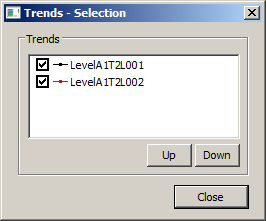 Trends - Selection
Trends
LevelA1T2L001
LevelA1T2L002
Up Down
Close